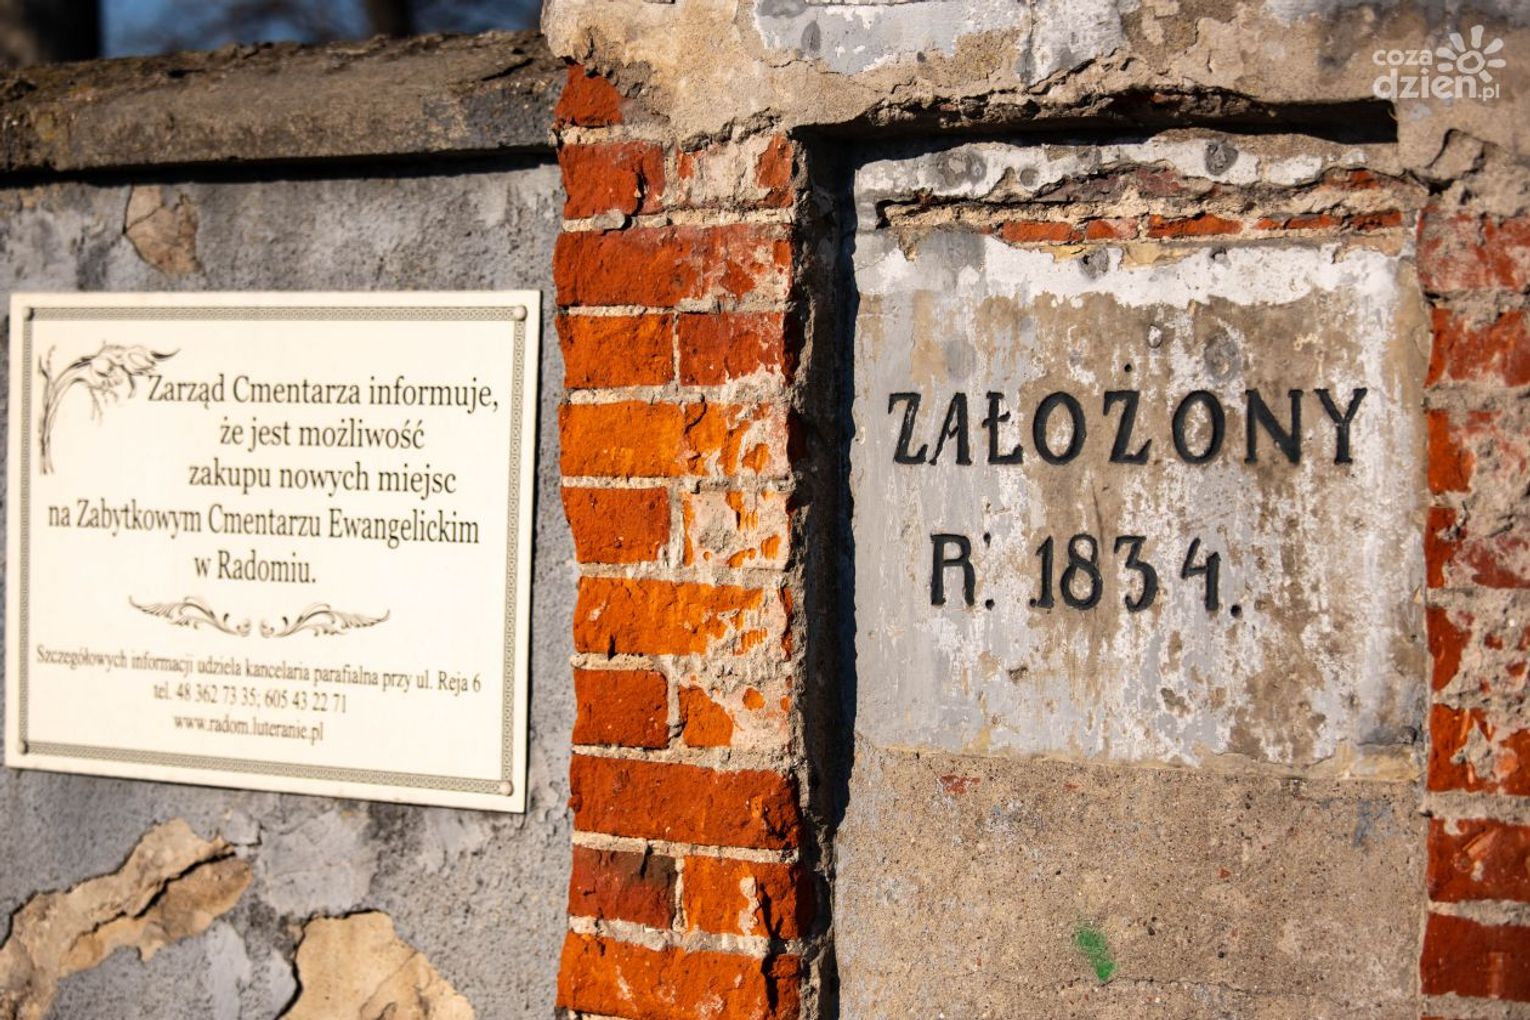 Zarząd Cmentarza informuje,
że jest możliwość
zakupu nowych miejsc
na Zabytkowym Cmentarzu Ewangelickim
w Radomiu.
Szczegółowych informacji udziela kancelaria parafialna przy ul. Reja 6
tel. 48 362 73 35; 605 43 22 71
www.radom.luteranie.pl
ZAŁOŻONY
R. 1834.
coza
dzien.pl